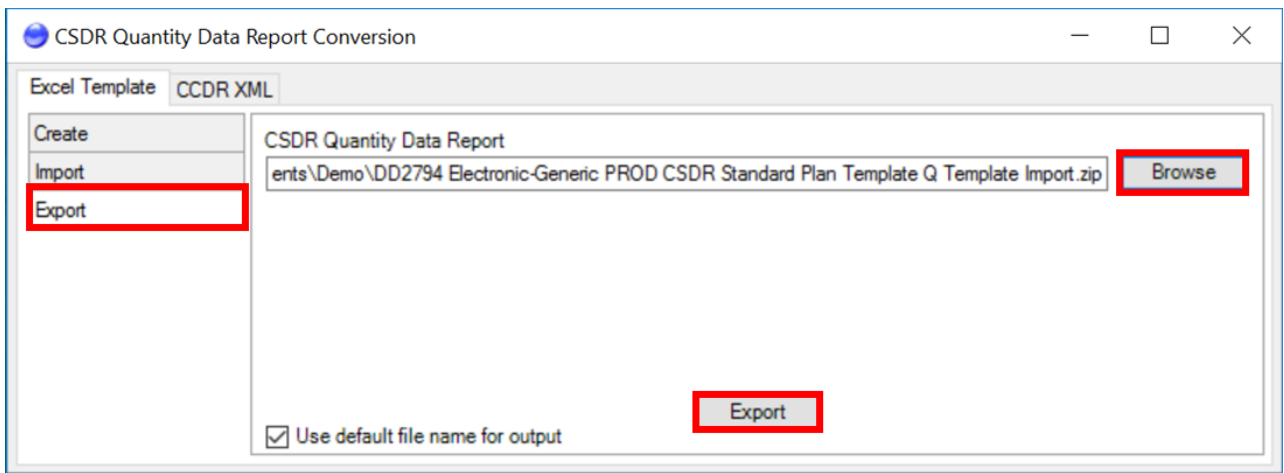 CSDR Quantity Data Report Conversion
Excel Template CCDR XML
Create
Import
Export
CSDR Quantity Data Report
ents\Demo\DD2794 Electronic-Generic PROD CSDR Standard Plan Template Q Template Import.zip
Browse
Export
Use default file name for output